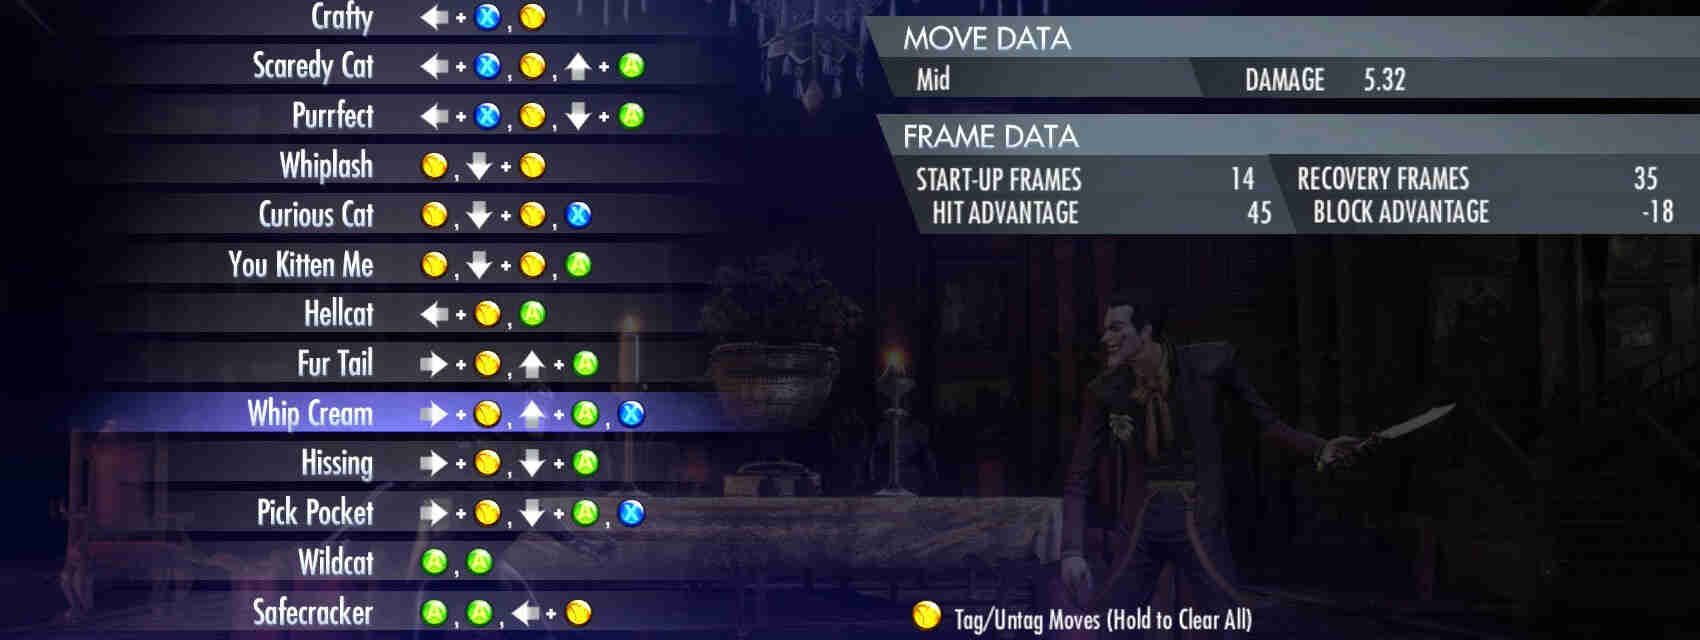 Crafty + X , Y
Scaredy Cat + X , Y , + A
Purrfect + X , Y , + A
Whiplash Y , + Y
Curious Cat Y , + Y , X
You Kitten Me Y , + Y , A
Hellcat + Y , A
Fur Tail + Y , + A
Whip Cream + Y , + A , X
Hissing + Y , + A
Pick Pocket + Y , + A , X
Wildcat A , A
Safecracker A , A , + Y
MOVE DATA
Mid DAMAGE 5.32
FRAME DATA
START-UP FRAMES 14 RECOVERY FRAMES 35
HIT ADVANTAGE 45 BLOCK ADVANTAGE -18
Y Tag/Untag Moves (Hold to Clear All)